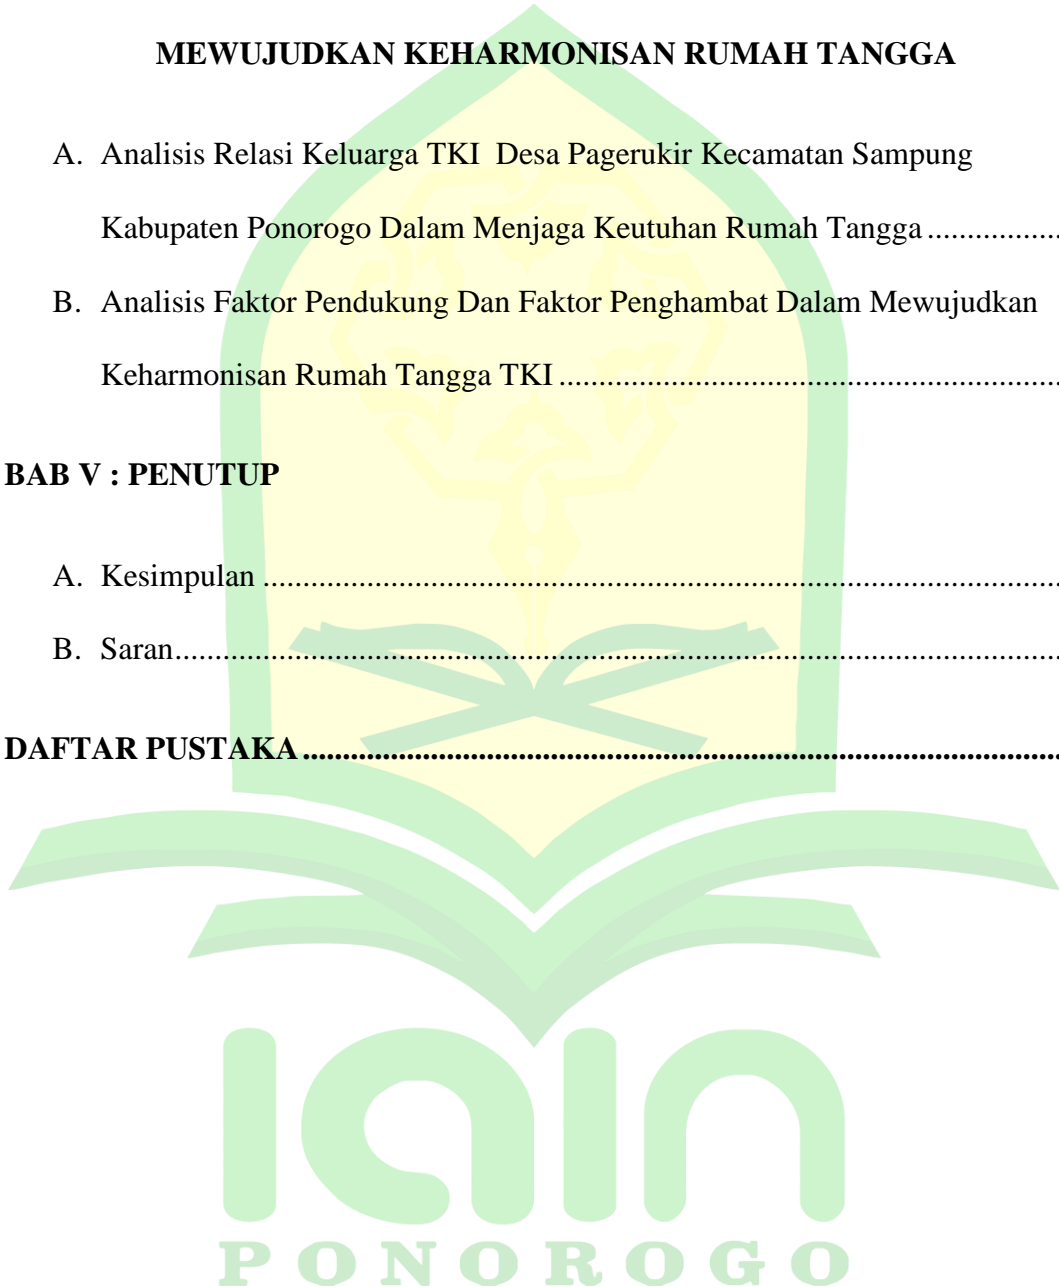 MEWUJUDKAN KEHARMONISAN RUMAH TANGGA
A. Analisis Relasi Keluarga TKI Desa Pagerukir Kecamatan Sampung
Kabupaten Ponorogo Dalam Menjaga Keutuhan Rumah Tangga .................
B. Analisis Faktor Pendukung Dan Faktor Penghambat Dalam Mewujudkan
Keharmonisan Rumah Tangga TKI ................................................................
BAB V : PENUTUP
A. Kesimpulan .....................................................................................................
B. Saran................................................................................................................
DAFTAR PUSTAKA ................................................................................................
iain
PONOROGO